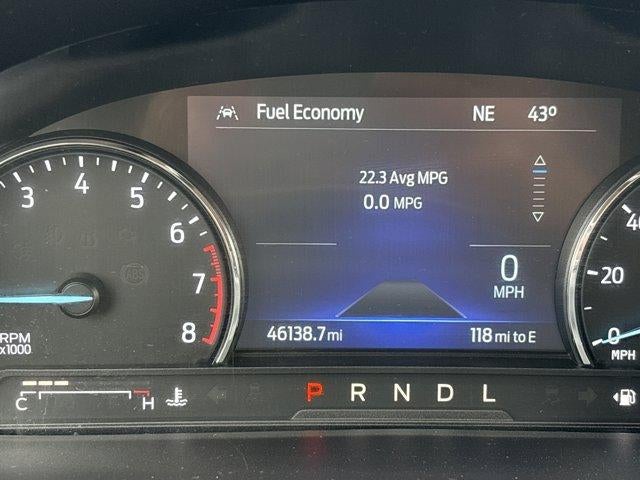 Fuel Economy NE 43°
22.3 Avg MPG
0.0 MPG
3 4 5 6 7 8
RPM
x1000
0
MPH
40
20
0
MPH
46138.7 mi 118 mi to E
C H P R N D L
ABS